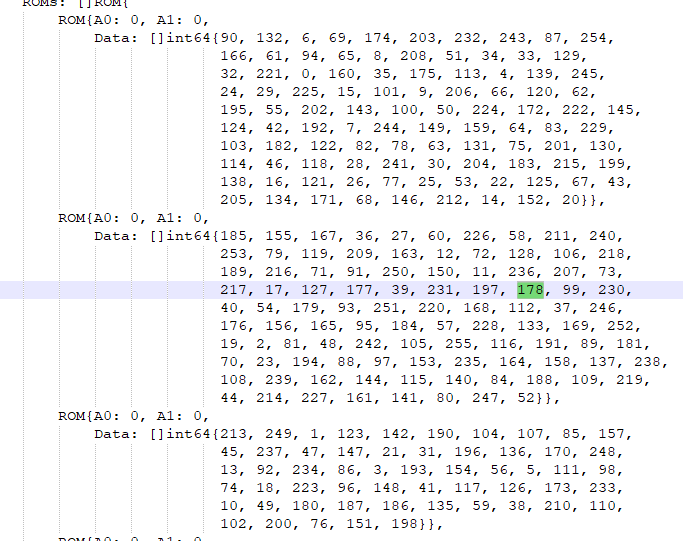 ROMs: []ROM{
ROM{A0: 0, A1: 0,
Data: []int64{90, 132, 6, 69, 174, 203, 232, 243, 87, 254,
166, 61, 94, 65, 8, 208, 51, 34, 33, 129,
32, 221, 0, 160, 35, 175, 113, 4, 139, 245,
24, 29, 225, 15, 101, 9, 206, 66, 120, 62,
195, 55, 202, 143, 100, 50, 224, 172, 222, 145,
124, 42, 192, 7, 244, 149, 159, 64, 83, 229,
103, 182, 122, 82, 78, 63, 131, 75, 201, 130,
114, 46, 118, 28, 241, 30, 204, 183, 215, 199,
138, 16, 121, 26, 77, 25, 53, 22, 125, 67, 43,
205, 134, 171, 68, 146, 212, 14, 152, 20}},
ROM{A0: 0, A1: 0,
Data: []int64{185, 155, 167, 36, 27, 60, 226, 58, 211, 240,
253, 79, 119, 209, 163, 12, 72, 128, 106, 218,
189, 216, 71, 91, 250, 150, 11, 236, 207, 73,
217, 17, 127, 177, 39, 231, 197, 178, 99, 230,
40, 54, 179, 93, 251, 220, 168, 112, 37, 246,
176, 156, 165, 95, 184, 57, 228, 133, 169, 252,
19, 2, 81, 48, 242, 105, 255, 116, 191, 89, 181,
70, 23, 194, 88, 97, 153, 235, 164, 158, 137, 238,
108, 239, 162, 144, 115, 140, 84, 188, 109, 219,
44, 214, 227, 161, 141, 80, 247, 52}},
ROM{A0: 0, A1: 0,
Data: []int64{213, 249, 1, 123, 142, 190, 104, 107, 85, 157,
45, 237, 47, 147, 21, 31, 196, 136, 170, 248,
13, 92, 234, 86, 3, 193, 154, 56, 5, 111, 98,
74, 18, 223, 96, 148, 41, 117, 126, 173, 233,
10, 49, 180, 187, 186, 135, 59, 38, 210, 110,
102, 200, 76, 151, 198}},
ROM{A0: 0, A1: 0,